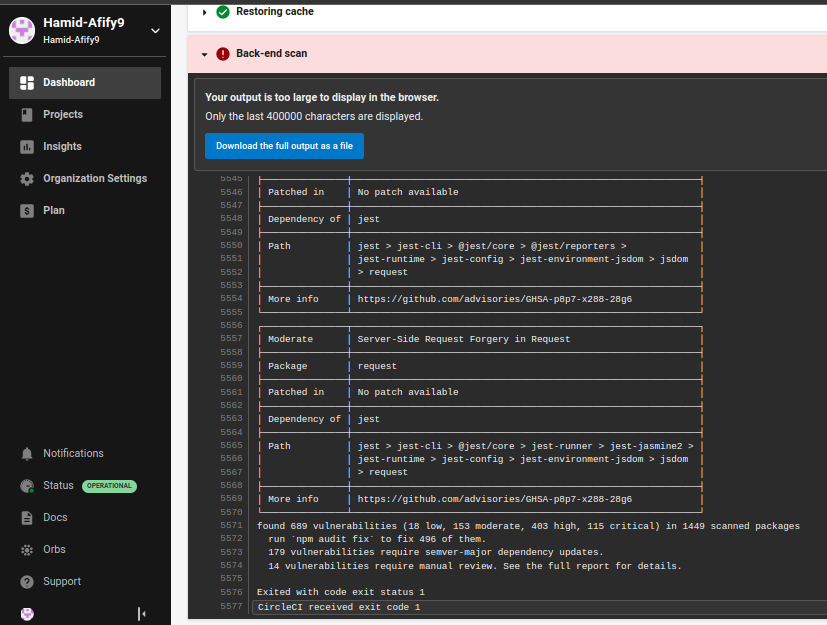 Hamid-Afify9
Hamid-Afify9
Dashboard
Projects
Insights
Organization Settings
Plan
Notifications
Status OPERATIONAL
Docs
Orbs
Support
Restoring cache
Back-end scan
Your output is too large to display in the browser.
Only the last 400000 characters are displayed.
Download the full output as a file
5545
5546 Patched in No patch available
5547
5548 Dependency of jest
5549
5550 Path jest > jest-cli > @jest/core > @jest/reporters >
5551 jest-runtime > jest-config > jest-environment-jsdom > jsdom
5552 > request
5553
5554 More info https://github.com/advisories/GHSA-p8p7-x288-28g6
5555
5556
5557 Moderate Server-Side Request Forgery in Request
5558
5559 Package request
5560
5561 Patched in No patch available
5562
5563 Dependency of jest
5564
5565 Path jest > jest-cli > @jest/core > jest-runner > jest-jasmine2 >
5566 jest-runtime > jest-config > jest-environment-jsdom > jsdom
5567 > request
5568
5569 More info https://github.com/advisories/GHSA-p8p7-x288-28g6
5570
5571 found 689 vulnerabilities (18 low, 153 moderate, 403 high, 115 critical) in 1449 scanned packages
5572 run `npm audit fix` to fix 496 of them.
5573 179 vulnerabilities require semver-major dependency updates.
5574 14 vulnerabilities require manual review. See the full report for details.
5575
5576 Exited with code exit status 1
5577 CircleCI received exit code 1